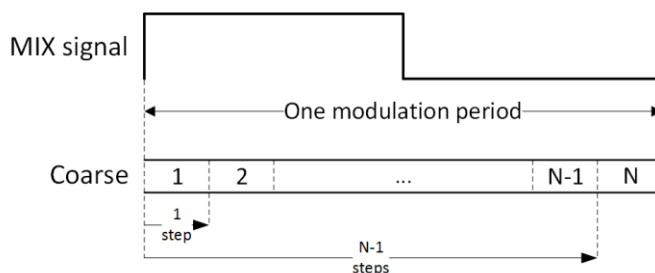 MIX signal
One modulation period
Coarse
1 2 ... N-1 N
1
step
N-1
steps